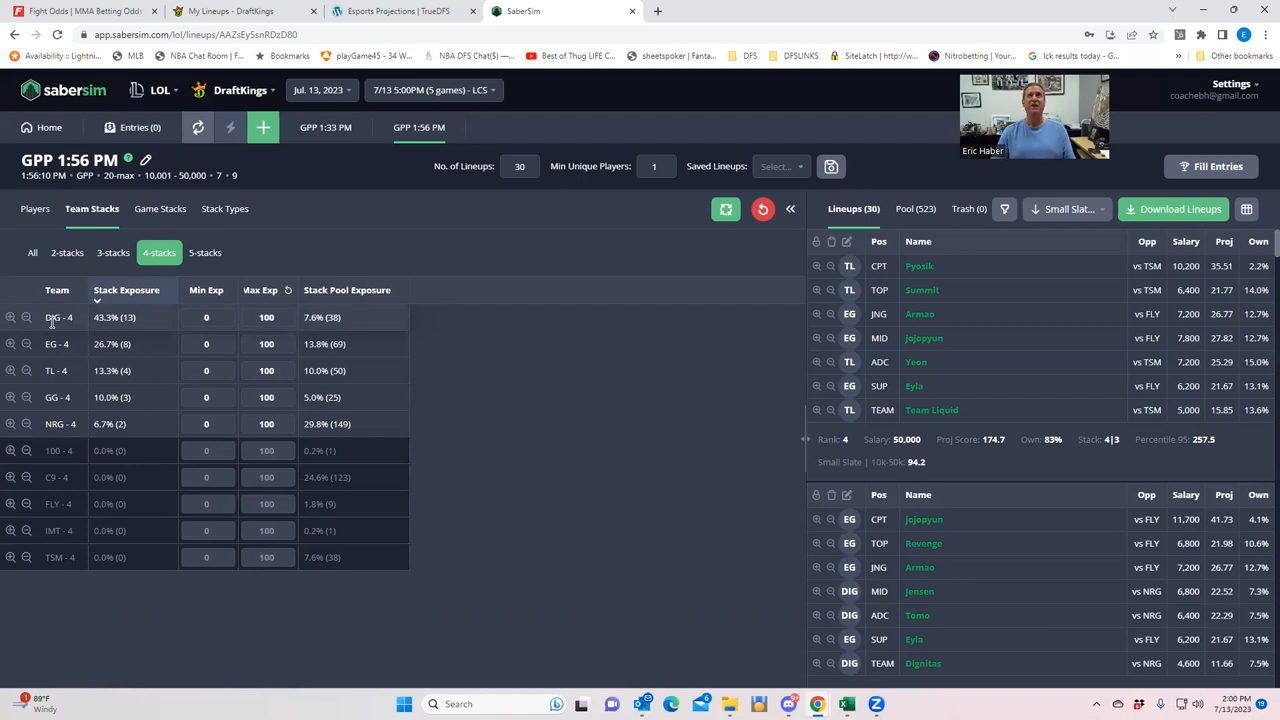 Fight Odds | MMA Betting Odds
My Lineups - DraftKings
Esports Projections | TrueDFS
SaberSim
app.sabersim.com/lol/lineups/AAZsEy5snRDzD80
Availability :: Lightni...
MLB
NBA Chat Room | Gr...
Bookmarks
playGame45 - 34 W...
NBA DFS Chat($) —...
Best of Thug LIFE C...
sheetspoker | Sweat...
DFS
DFSLINKS
SiteLatch | http://w...
Nitrobetting | Your...
lck results today - G...
Other bookmarks
sabersim
LOL
DraftKings
Jul. 13, 2023
7/13 5:00PM (5 games) - LCS
Settings
coachebh@gmail.com
Eric Haber
Home
Entries (0)
GPP 1:33 PM
GPP 1:56 PM
GPP 1:56 PM
1:56:10 PM • GPP • 20-max • 10,001 - 50,000 • 7 • 9
No. of Lineups: 30
Min Unique Players: 1
Saved Lineups: Select...
Fill Entries
Players
Team Stacks
Game Stacks
Stack Types
Lineups (30)
Pool (523)
Trash (0)
Small Slat...
Download Lineups
All
2-stacks
3-stacks
4-stacks
5-stacks
Team Stack Exposure Min Exp Max Exp Stack Pool Exposure
DIG - 4 43.3% (13) 0 100 7.6% (38)
EG - 4 26.7% (8) 0 100 13.8% (69)
TL - 4 13.3% (4) 0 100 10.0% (50)
GG - 4 10.0% (3) 0 100 5.0% (25)
NRG - 4 6.7% (2) 0 100 29.8% (149)
100 - 4 0.0% (0) 0 100 0.2% (1)
C9 - 4 0.0% (0) 0 100 24.6% (123)
FLY - 4 0.0% (0) 0 100 1.8% (9)
IMT - 4 0.0% (0) 0 100 0.2% (1)
TSM - 4 0.0% (0) 0 100 7.6% (38)
Pos Name Opp Salary Proj Own
TL CPT Pyosik vs TSM 10,200 35.51 2.2%
TL TOP Summit vs TSM 6,400 21.77 14.0%
EG JNG Armao vs FLY 7,200 26.77 12.7%
EG MID jojopyun vs FLY 7,800 27.82 12.7%
TL ADC Yeon vs TSM 7,200 25.29 15.0%
EG SUP Eyla vs FLY 6,200 21.67 13.1%
TL TEAM Team Liquid vs TSM 5,000 15.85 13.6%
Rank: 4 Salary: 50,000 Proj Score: 174.7 Own: 83% Stack: 4|3 Percentile 95: 257.5
Small Slate | 10k-50k: 94.2
Pos Name Opp Salary Proj Own
EG CPT jojopyun vs FLY 11,700 41.73 4.1%
EG TOP Revenge vs FLY 6,800 21.98 10.6%
EG JNG Armao vs FLY 7,200 26.77 12.7%
DIG MID Jensen vs NRG 6,800 22.52 7.3%
DIG ADC Tomo vs NRG 6,400 22.29 7.5%
EG SUP Eyla vs FLY 6,200 21.67 13.1%
DIG TEAM Dignitas vs NRG 4,600 11.66 7.5%
89°F
Windy
Search
2:00 PM
7/13/2023